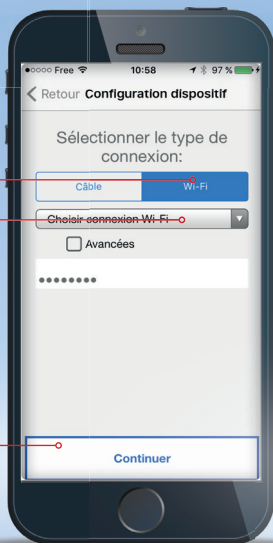 Free 10:58 97 %
Retour Configuration dispositif
Sélectionner le type de
connexion:
Câble Wi-Fi
Choisir connexion Wi-Fi
Avancées
••••••••
Continuer